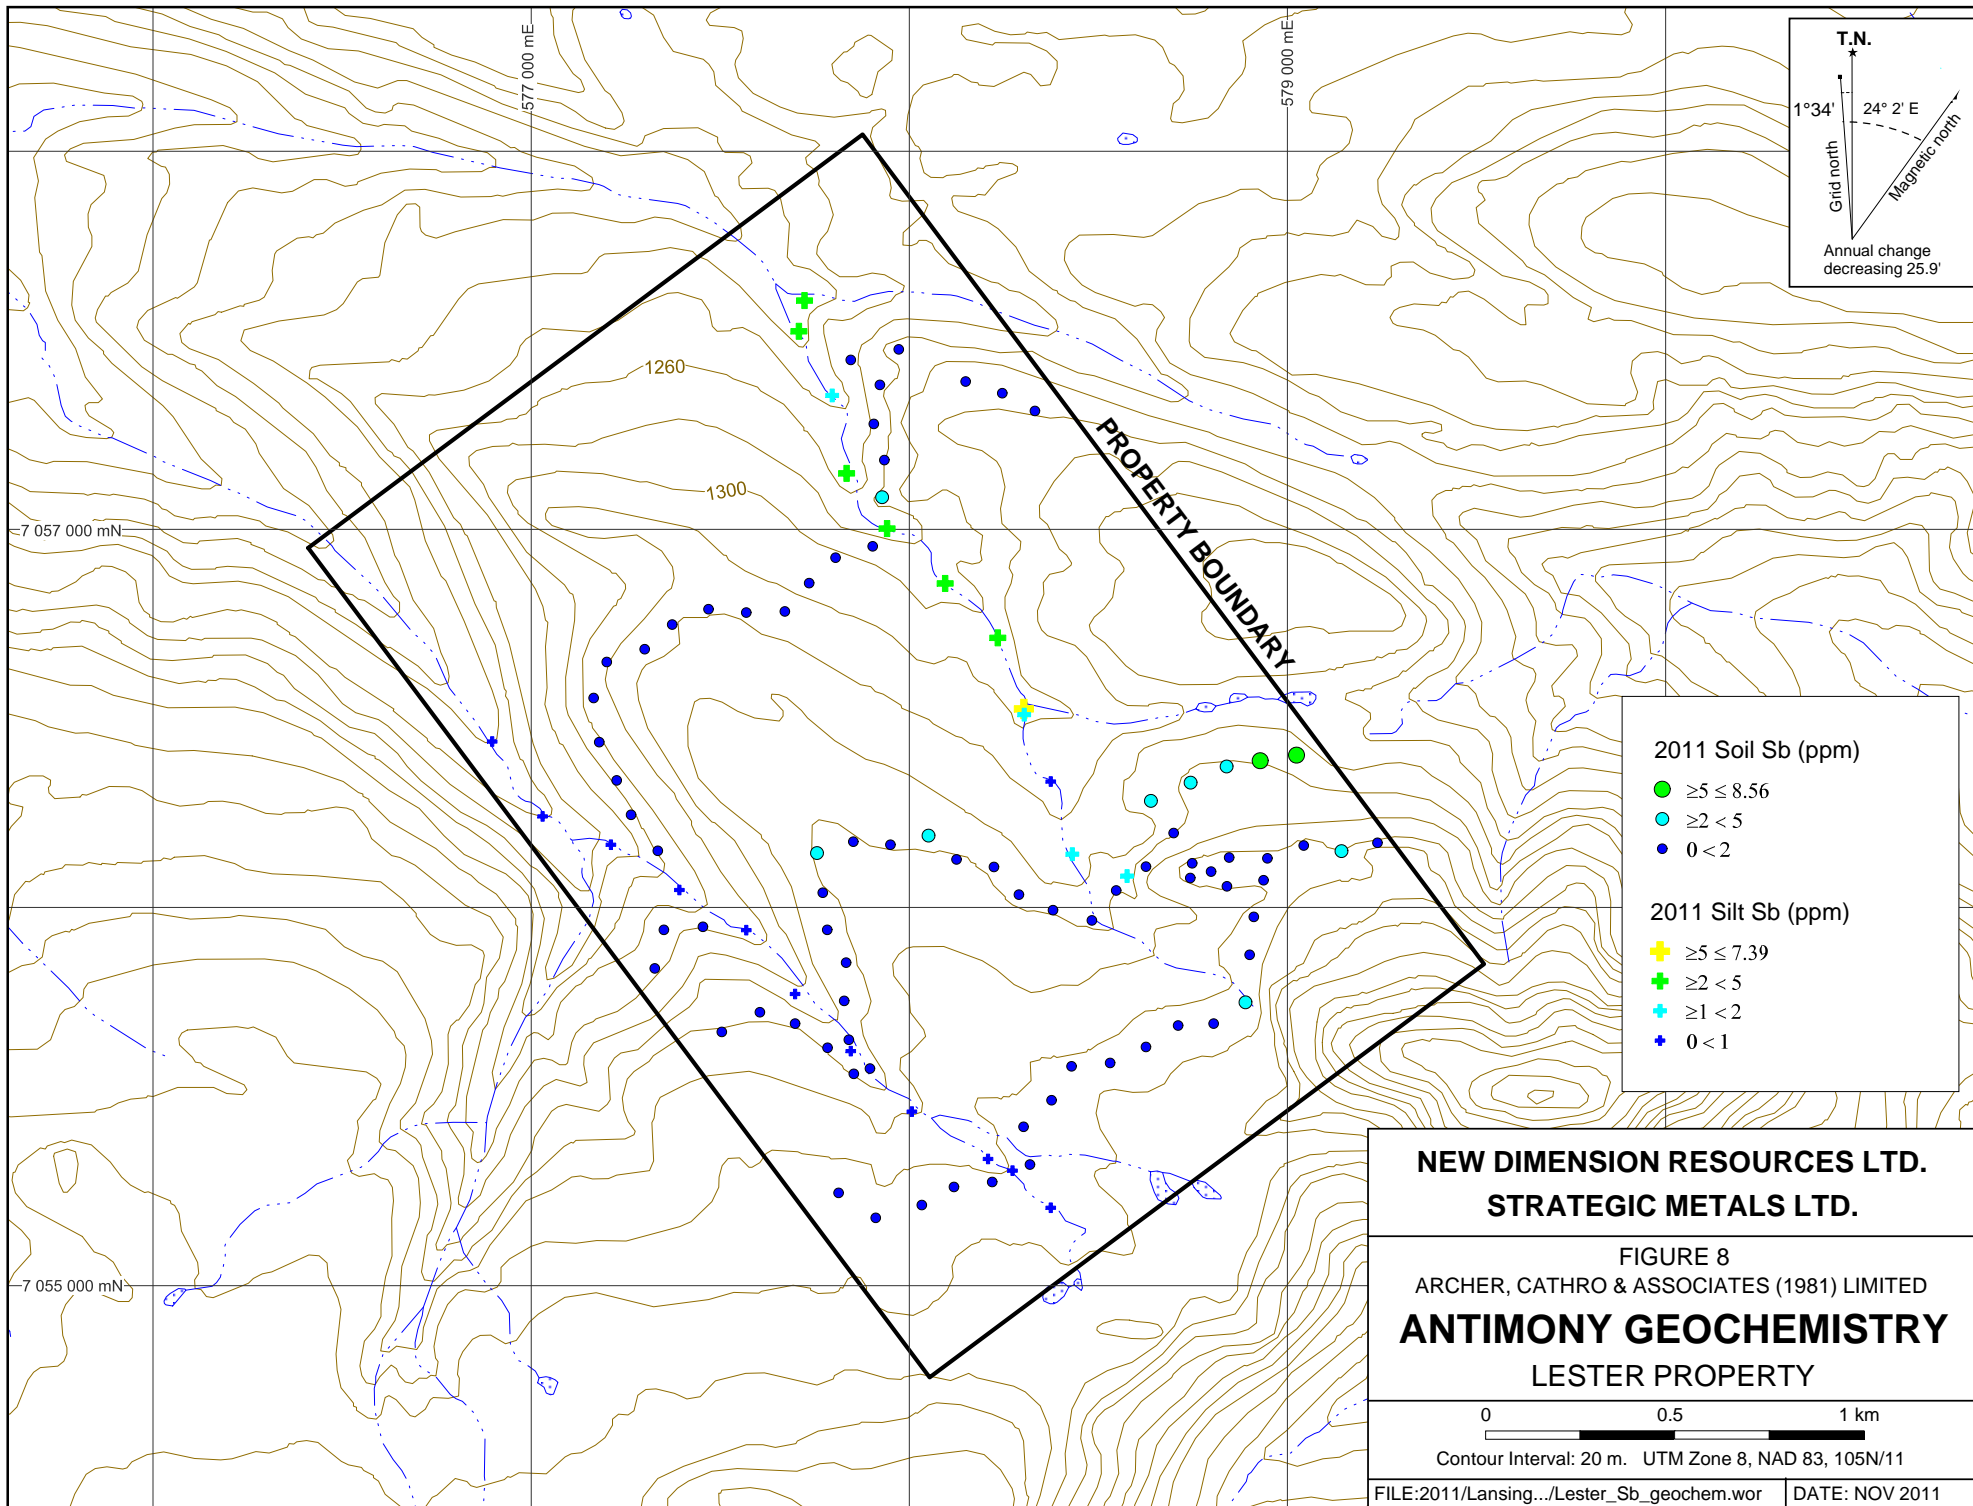 577 000 mE
579 000 mE
T.N.
1°34'
24° 2' E
Grid north
Magnetic north
Annual change
decreasing 25.9'
1260
1300
PROPERTY BOUNDARY
7 057 000 mN
7 055 000 mN
2011 Soil Sb (ppm)
≥5 ≤ 8.56
≥2 < 5
0 < 2
2011 Silt Sb (ppm)
≥5 ≤ 7.39
≥2 < 5
≥1 < 2
0 < 1
NEW DIMENSION RESOURCES LTD.
STRATEGIC METALS LTD.
FIGURE 8
ARCHER, CATHRO & ASSOCIATES (1981) LIMITED
ANTIMONY GEOCHEMISTRY
LESTER PROPERTY
0 0.5 1 km
Contour Interval: 20 m. UTM Zone 8, NAD 83, 105N/11
FILE:2011/Lansing.../Lester_Sb_geochem.wor DATE: NOV 2011